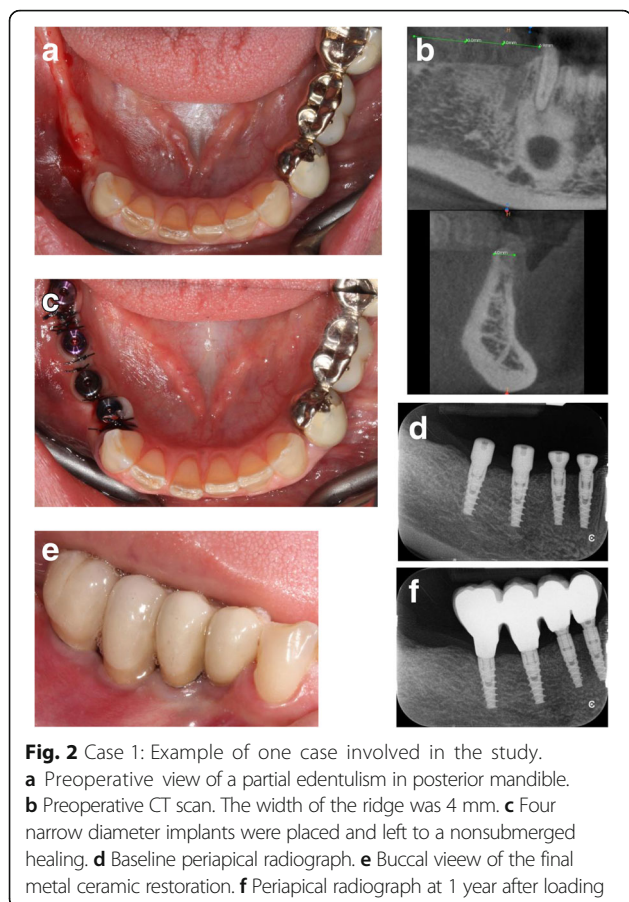 a
b
c
d
e
f
Fig. 2 Case 1: Example of one case involved in the study.
a Preoperative view of a partial edentulism in posterior mandible.
b Preoperative CT scan. The width of the ridge was 4 mm. c Four
narrow diameter implants were placed and left to a nonsubmerged
healing. d Baseline periapical radiograph. e Buccal vieew of the final
metal ceramic restoration. f Periapical radiograph at 1 year after loading